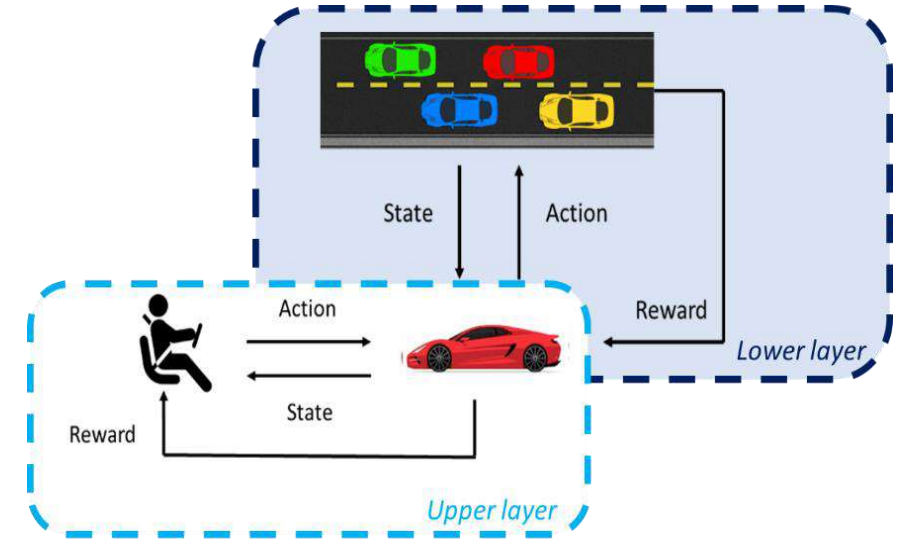 State
Action
Reward
Lower layer
Action
State
Reward
Upper layer